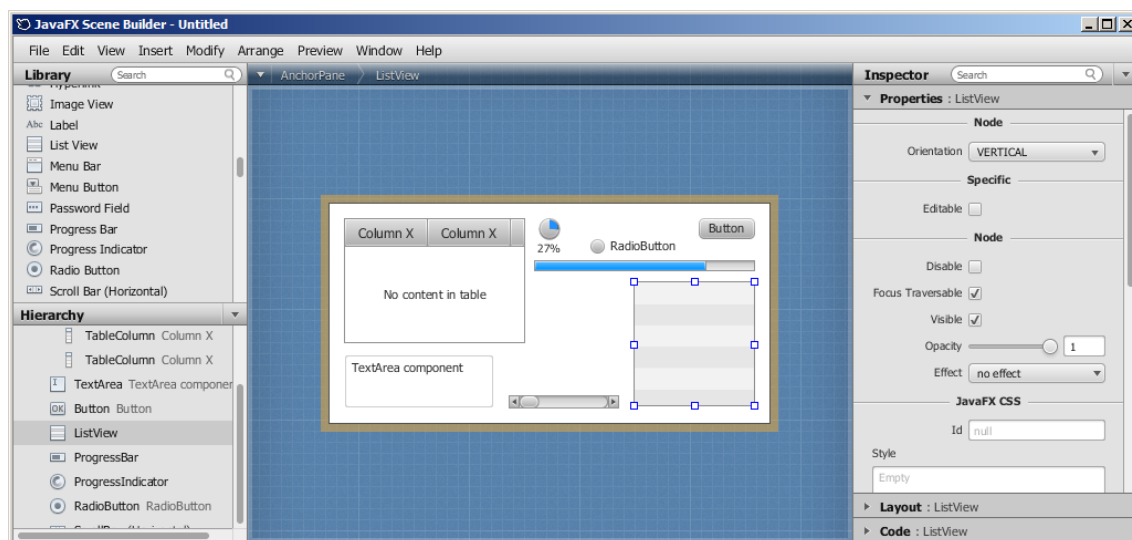 JavaFX Scene Builder - Untitled
File Edit View Insert Modify Arrange Preview Window Help
Library Search
Hyperlink
Image View
Abc Label
List View
Menu Bar
Menu Button
Password Field
Progress Bar
Progress Indicator
Radio Button
Scroll Bar (Horizontal)
Hierarchy
TableColumn Column X
TableColumn Column X
TextArea TextArea componer
OK Button Button
ListView
ProgressBar
ProgressIndicator
RadioButton RadioButton
AnchorPane ListView
Column X Column X
No content in table
27%
RadioButton
Button
TextArea component
Inspector Search
Properties : ListView
Node
Orientation VERTICAL
Specific
Editable
Node
Disable
Focus Traversable
Visible
Opacity 1
Effect no effect
JavaFX CSS
Id null
Style
Empty
Layout : ListView
Code : ListView